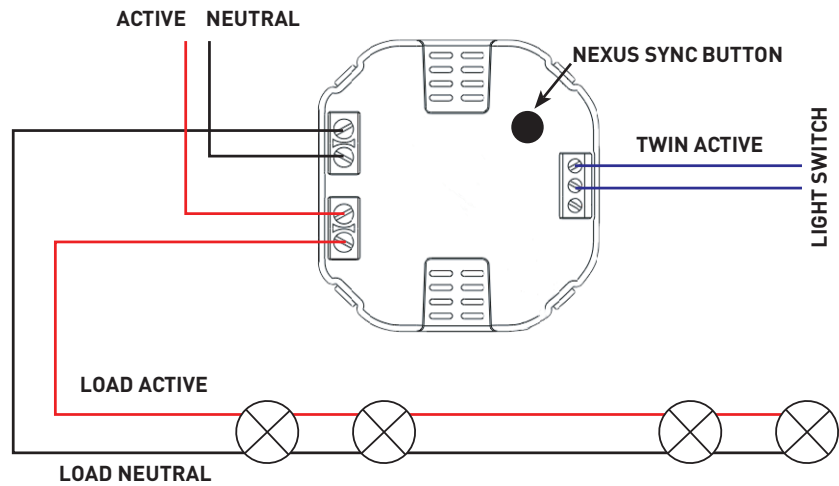 ACTIVE NEUTRAL
NEXUS SYNC BUTTON
TWIN ACTIVE
LIGHT SWITCH
LOAD ACTIVE
LOAD NEUTRAL